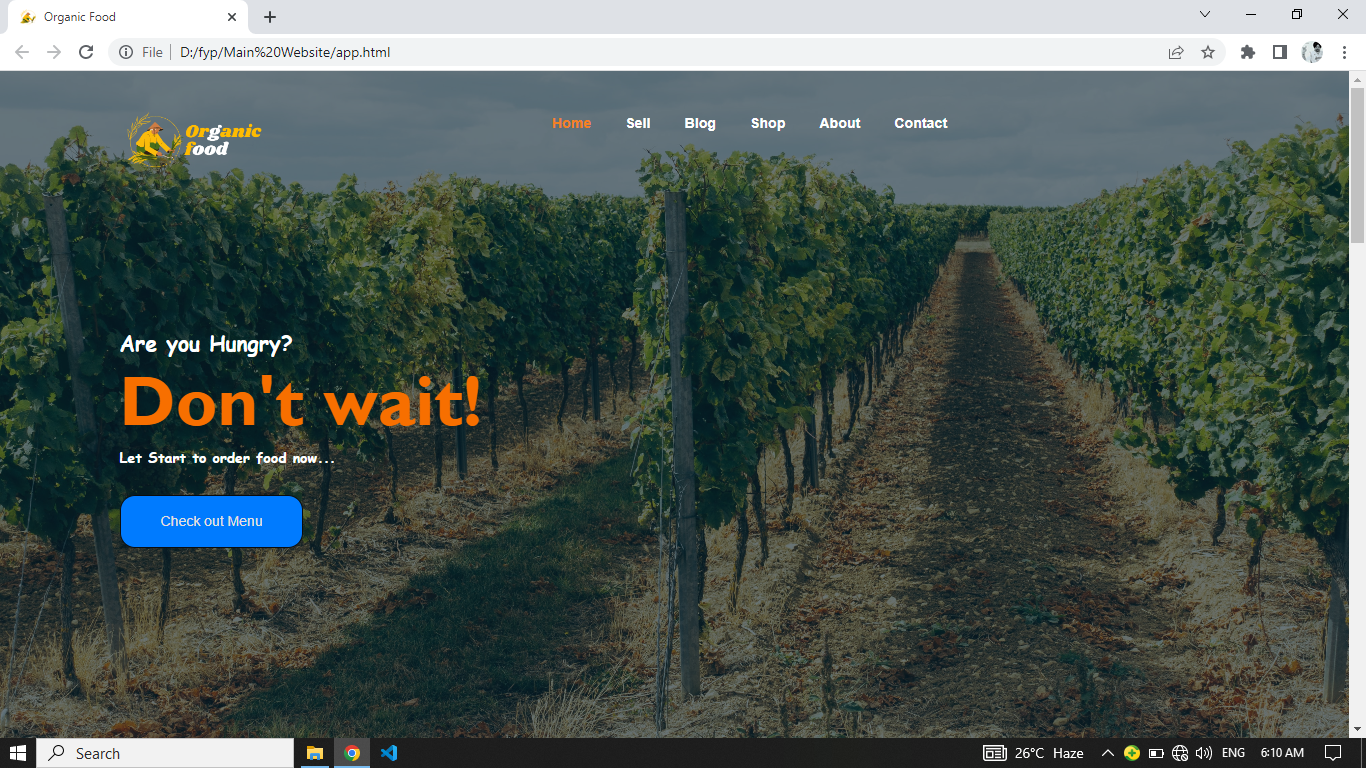 Organic Food
File
D:/fyp/Main%20Website/app.html
Organic
food
Home Sell Blog Shop About Contact
Are you Hungry?
Don't wait!
Let Start to order food now...
Check out Menu
Search
26°C Haze
ENG
6:10 AM